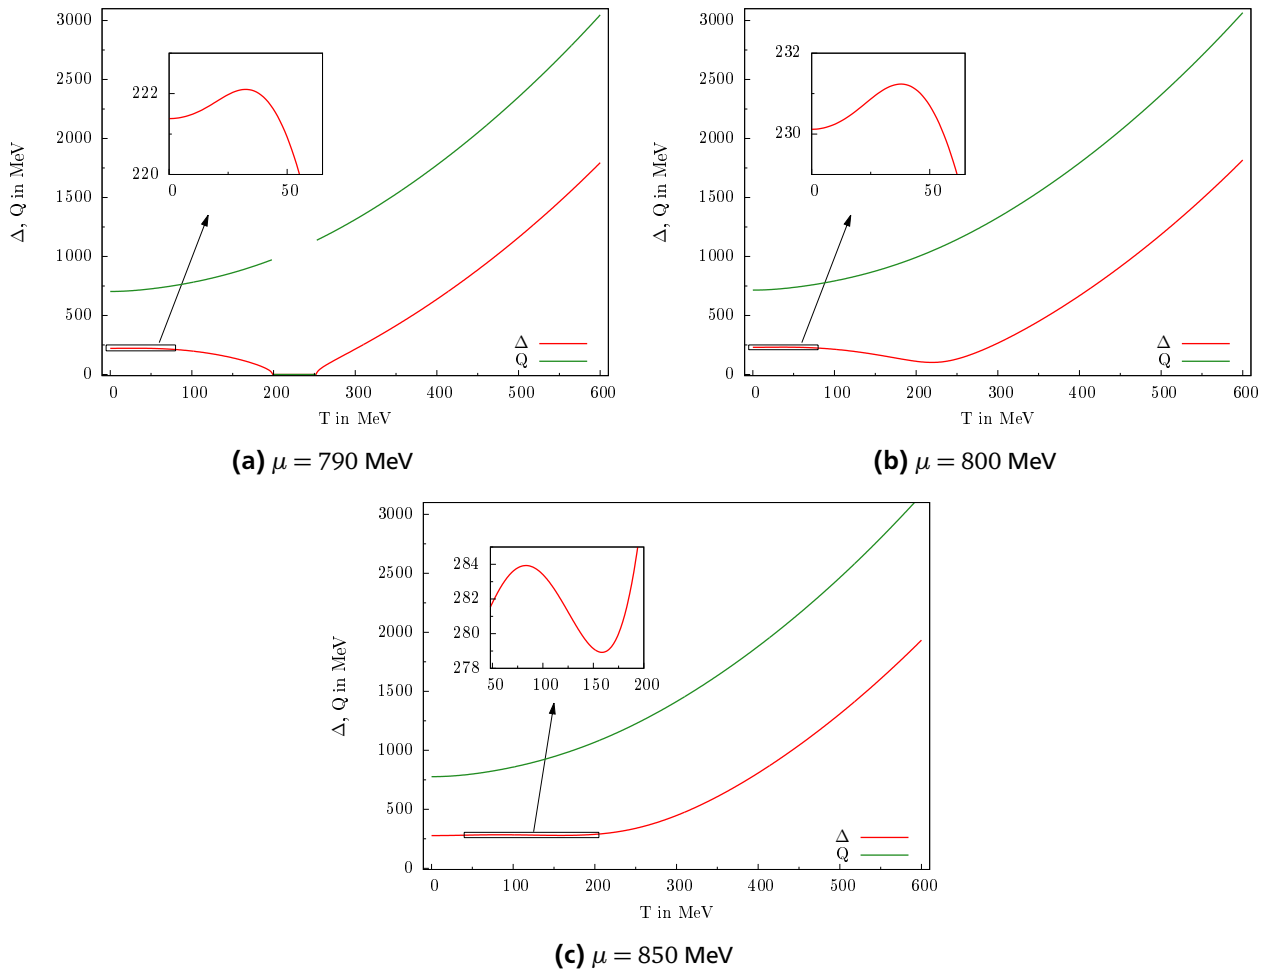 3000
2500
2000
1750
1500
1000
500
0
Δ, Q in MeV
222
220
0 50
Δ
Q
0 100 200 300 400 500 600
T in MeV
(a) μ = 790 MeV
3000
2500
2000
1500
1000
500
0
Δ, Q in MeV
232
230
0 50
Δ
Q
0 100 200 300 400 500 600
T in MeV
(b) μ = 800 MeV
3000
2500
2000
1500
1000
500
0
Δ, Q in MeV
284
282
280
278
50 100 150 200
Δ
Q
0 100 200 300 400 500 600
T in MeV
(c) μ = 850 MeV